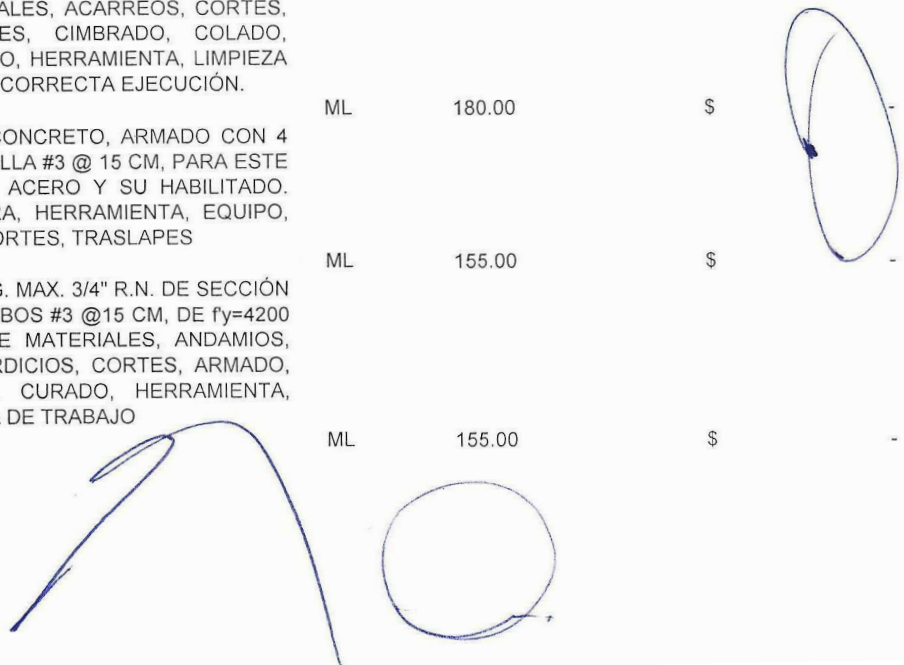 ALES, ACARREOS, CORTES,
ES, CIMBRADO, COLADO,
O, HERRAMIENTA, LIMPIEZA
CORRECTA EJECUCIÓN.
ML 180.00 $ -
CONCRETO, ARMADO CON 4
LLA #3 @ 15 CM, PARA ESTE
ACERO Y SU HABILITADO.
RA, HERRAMIENTA, EQUIPO,
ORTES, TRASLAPES
ML 155.00 $ -
G. MAX. 3/4" R.N. DE SECCIÓN
BOS #3 @15 CM, DE f'y=4200
E MATERIALES, ANDAMIOS,
RDICIOS, CORTES, ARMADO,
CURADO, HERRAMIENTA,
DE TRABAJO
ML 155.00 $ -